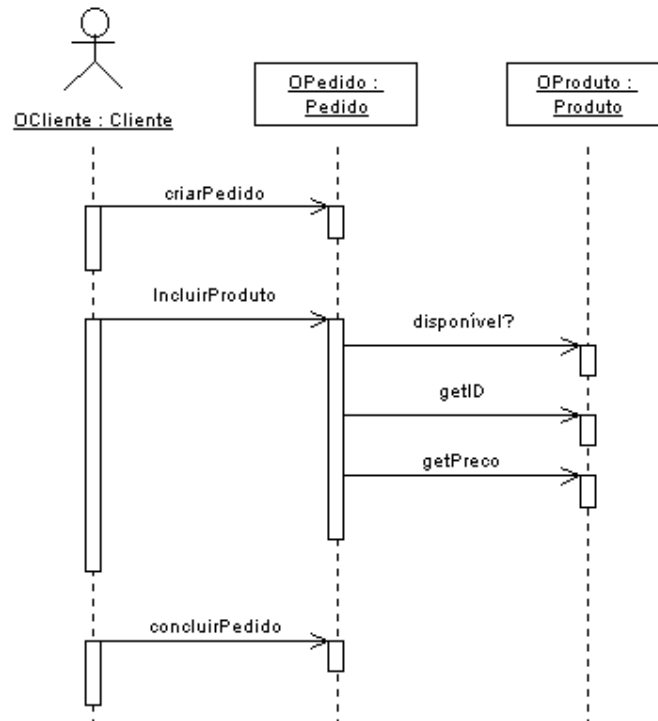 OCliente : Cliente
OPedido :
Pedido
OProduto :
Produto
criarPedido
IncluirProduto
disponível?
getID
getPreco
concluirPedido